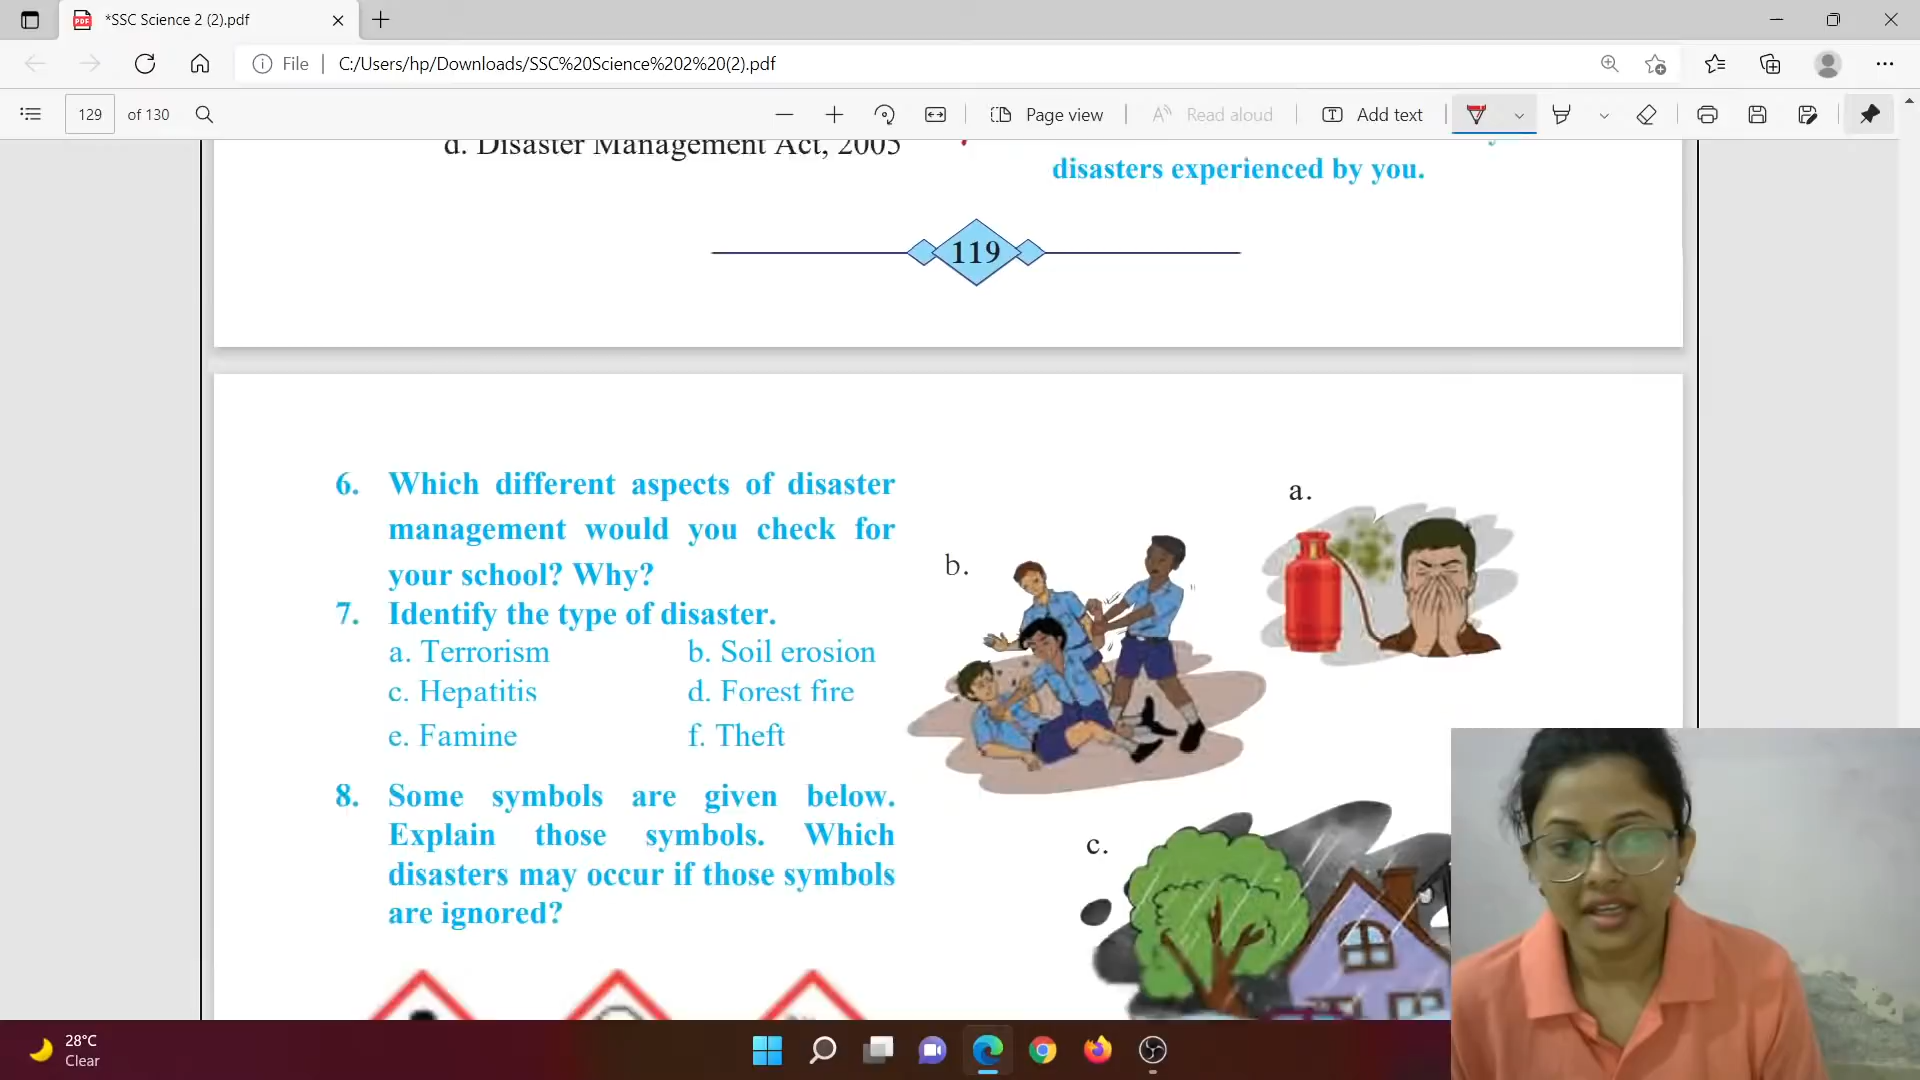 *SSC Science 2 (2).pdf
File
C:/Users/hp/Downloads/SSC%20Science%202%20(2).pdf
129 of 130
Page view
Read aloud
Add text
d. Disaster Management Act, 2005
disasters experienced by you.
119
6. Which different aspects of disaster
management would you check for
your school? Why?
7. Identify the type of disaster.
a. Terrorism b. Soil erosion
c. Hepatitis d. Forest fire
e. Famine f. Theft
8. Some symbols are given below.
Explain those symbols. Which
disasters may occur if those symbols
are ignored?
a.
b.
c.
28°C
Clear